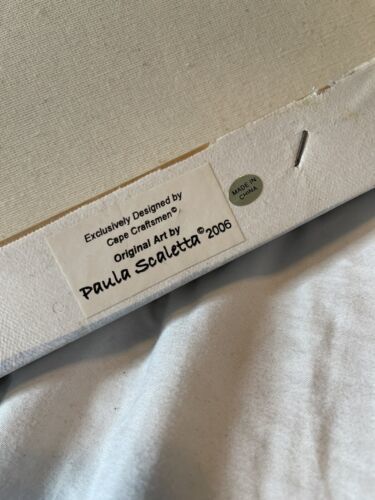 Exclusively Designed by
Cape Craftsmen©
Original Art by
Paula Scaletta© 2006
MADE IN
CHINA